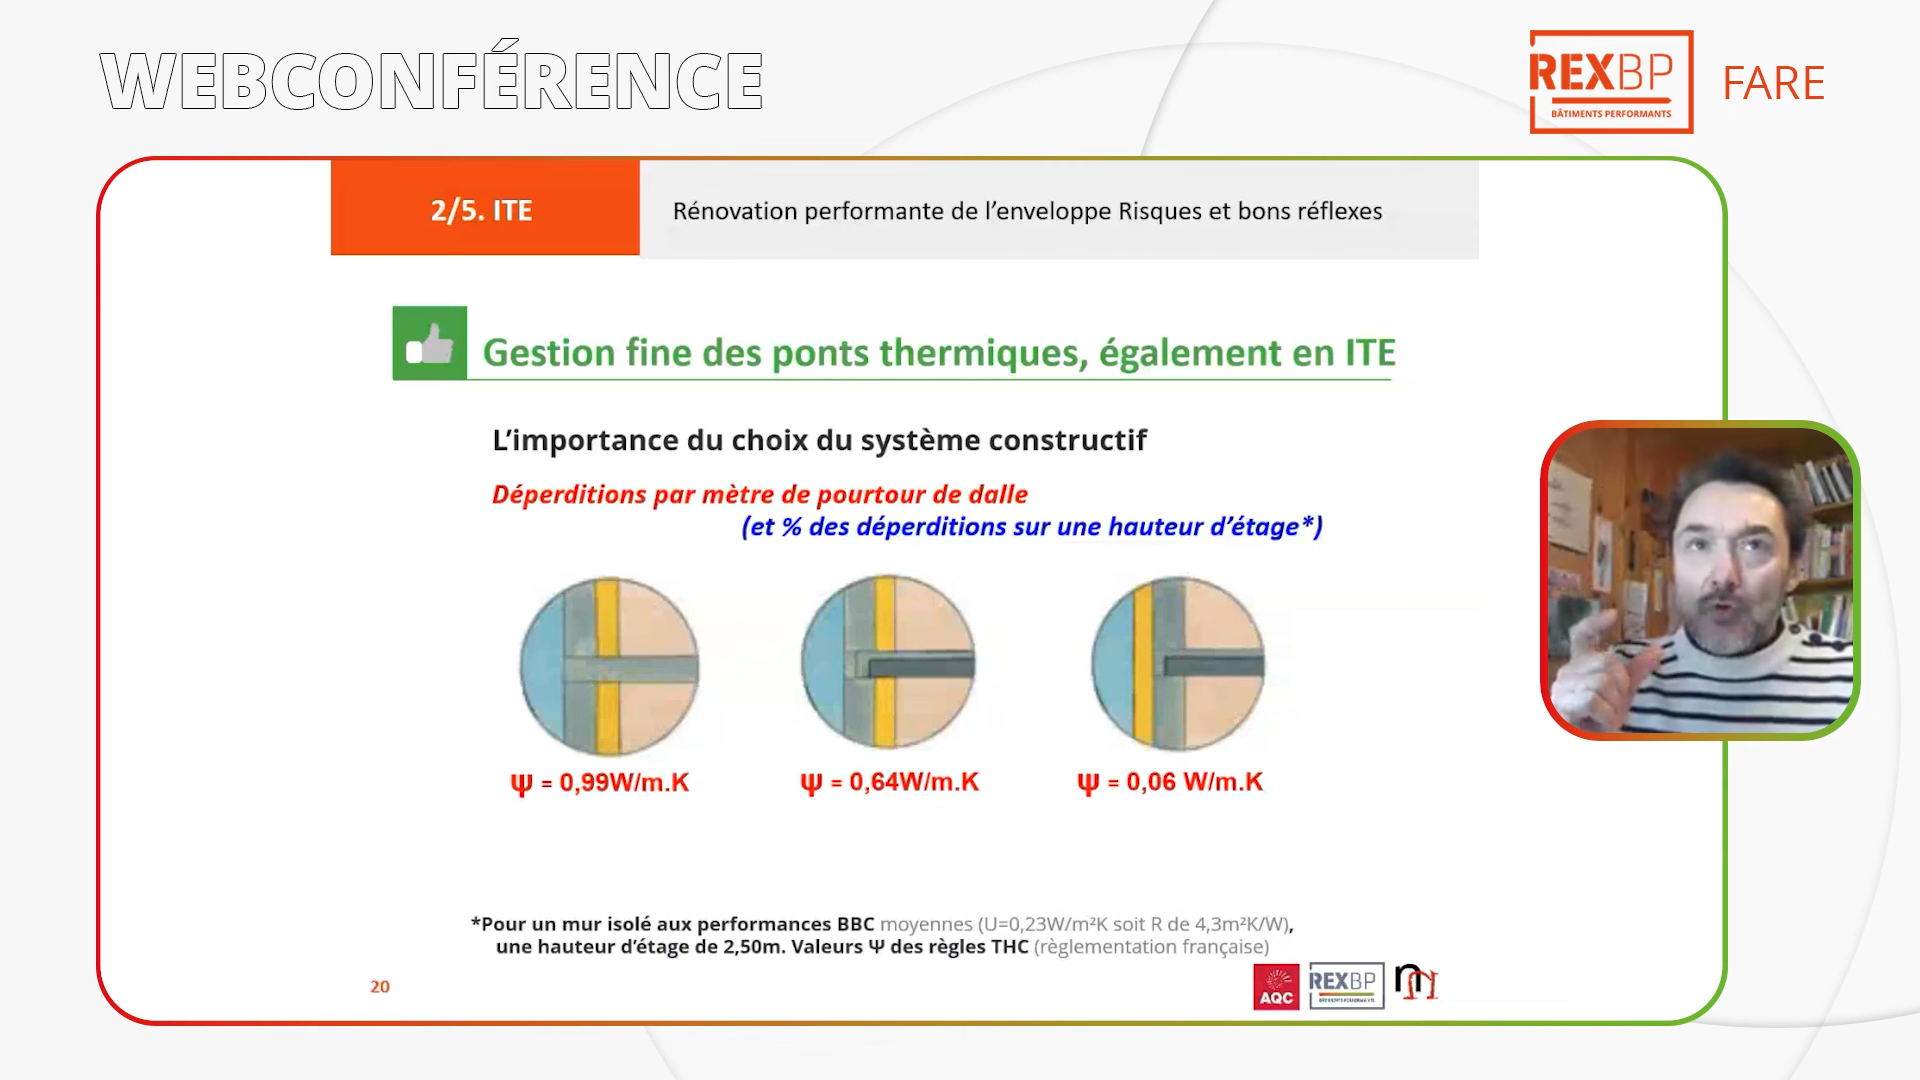 WEBCONFÉRENCE
REXBP
BÂTIMENTS PERFORMANTS
FARE
2/5. ITE
Rénovation performante de l’enveloppe Risques et bons réflexes
Gestion fine des ponts thermiques, également en ITE
L’importance du choix du système constructif
Déperditions par mètre de pourtour de dalle
(et % des déperditions sur une hauteur d’étage*)
Ψ = 0,99W/m.K
Ψ = 0,64W/m.K
Ψ = 0,06 W/m.K
*Pour un mur isolé aux performances BBC moyennes (U=0,23W/m²K soit R de 4,3m²K/W),
une hauteur d’étage de 2,50m. Valeurs Ψ des règles THC (règlementation française)
20
AQC
REXBP